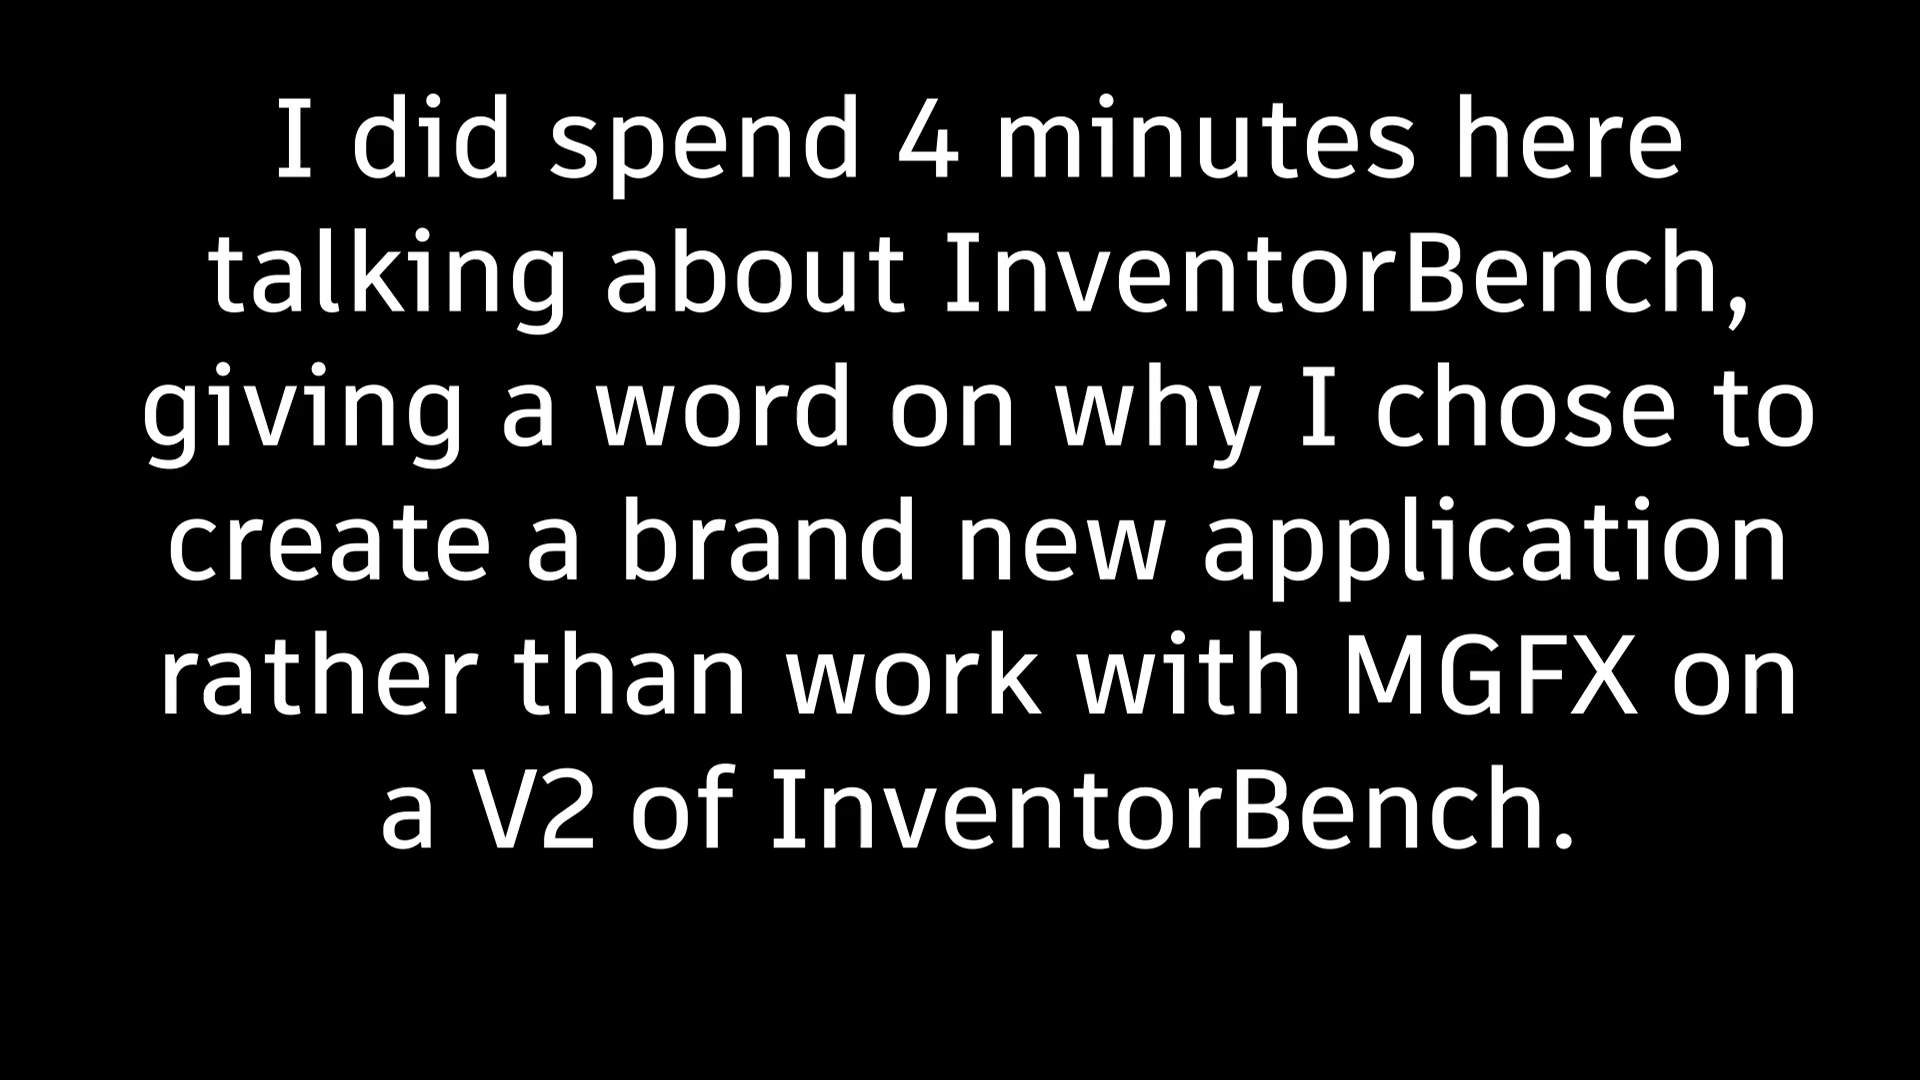 I did spend 4 minutes here
talking about InventorBench,
giving a word on why I chose to
create a brand new application
rather than work with MGFX on
a V2 of InventorBench.